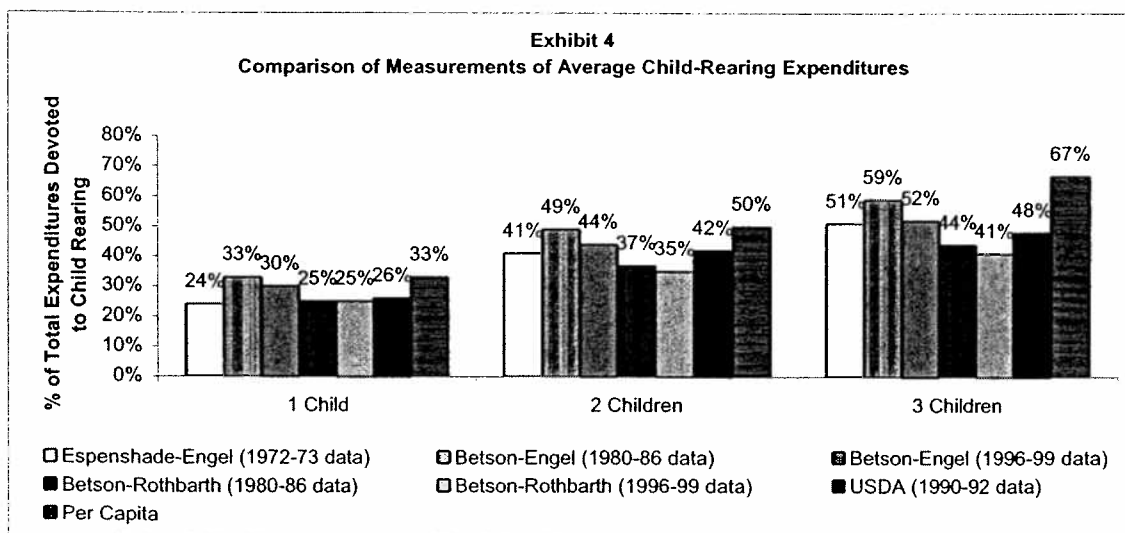 Exhibit 4
Comparison of Measurements of Average Child-Rearing Expenditures
% of Total Expenditures Devoted
to Child Rearing
80%
70%
60%
50%
40%
30%
20%
10%
0%
24% 33% 30% 25% 25% 26% 33%
41% 49% 44% 37% 35% 42% 50%
51% 59% 52% 44% 41% 48% 67%
1 Child 2 Children 3 Children
Espenshade-Engel (1972-73 data) Betson-Engel (1980-86 data) Betson-Engel (1996-99 data)
Betson-Rothbarth (1980-86 data) Betson-Rothbarth (1996-99 data) USDA (1990-92 data)
Per Capita